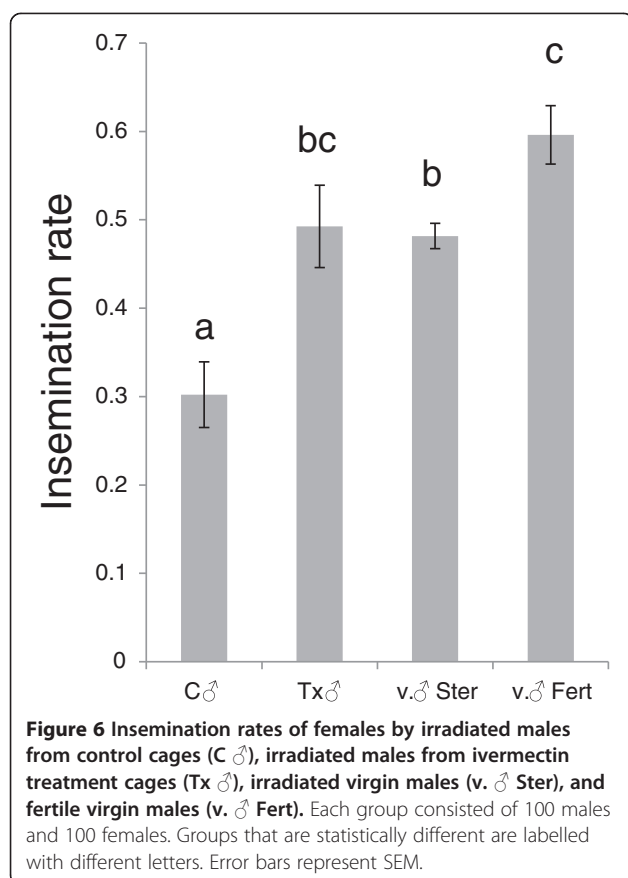 0.7
c
0.6
bc
b
0.5
0.4
a
0.3
0.2
0.1
0
Insemination rate
C♂ Tx♂ v.♂ Ster v.♂ Fert
Figure 6 Insemination rates of females by irradiated males
from control cages (C ♂), irradiated males from ivermectin
treatment cages (Tx ♂), irradiated virgin males (v. ♂ Ster), and
fertile virgin males (v. ♂ Fert). Each group consisted of 100 males
and 100 females. Groups that are statistically different are labelled
with different letters. Error bars represent SEM.